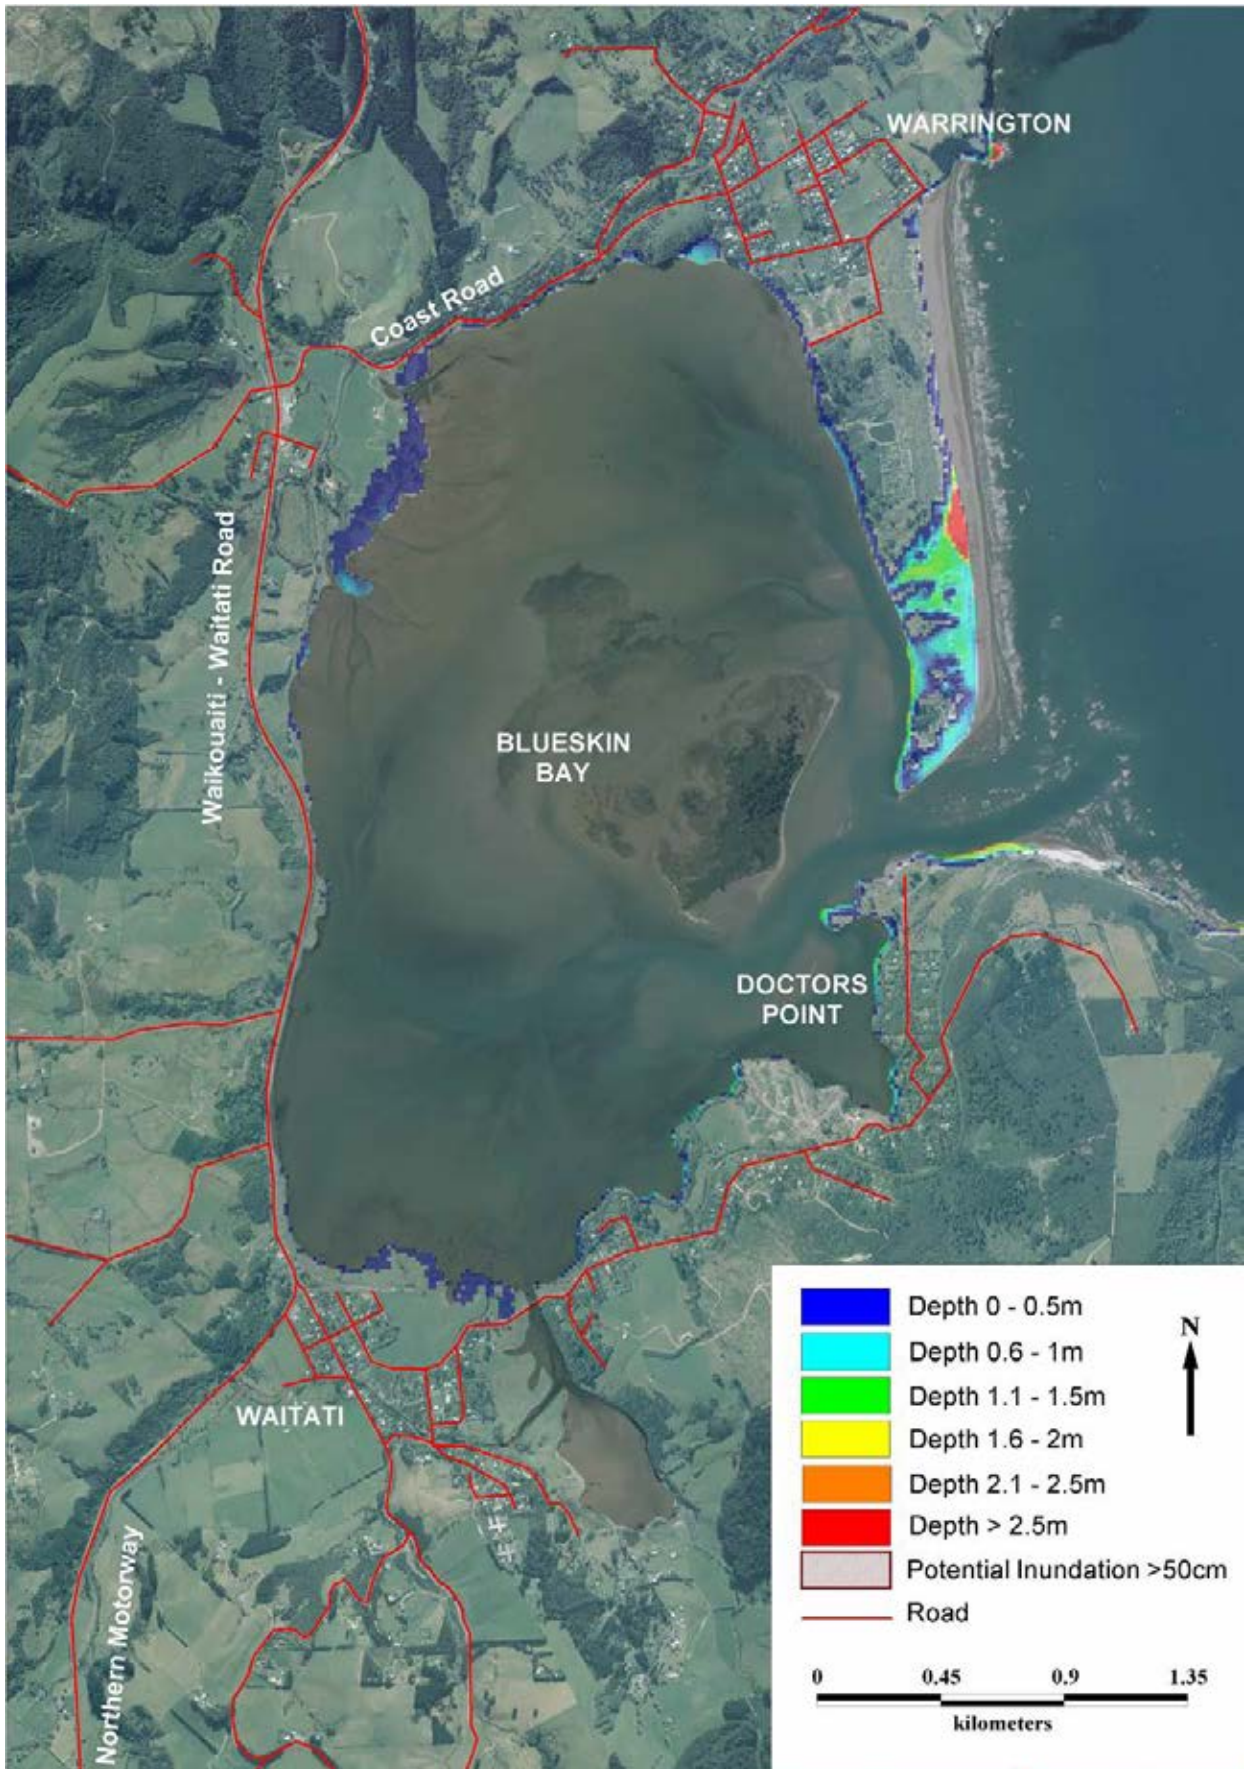 WARRINGTON
Coast Road
Waikouaiti - Waitati Road
BLUESKIN
BAY
DOCTORS
POINT
WAITATI
Northern Motorway
Depth 0 - 0.5m
Depth 0.6 - 1m
Depth 1.1 - 1.5m
Depth 1.6 - 2m
Depth 2.1 - 2.5m
Depth > 2.5m
Potential Inundation >50cm
Road
N
0 0.45 0.9 1.35
kilometers